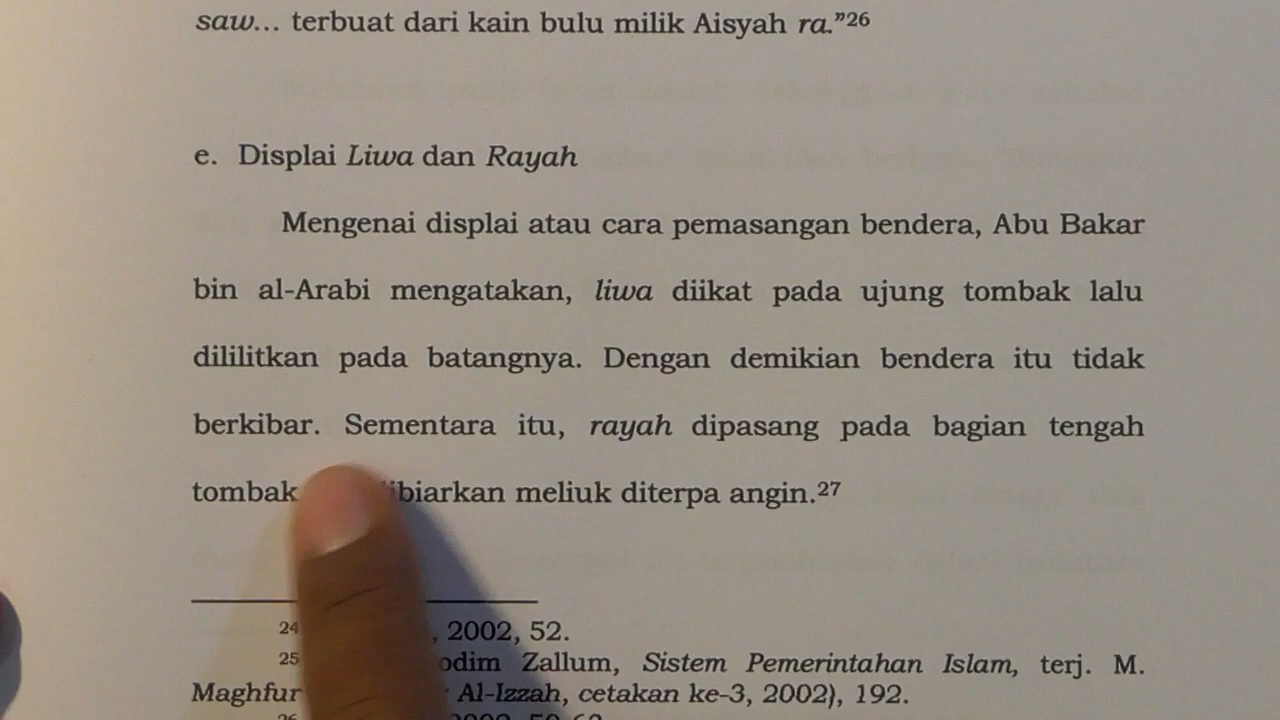 saw... terbuat dari kain bulu milik Aisyah ra."26
e. Displai Liwa dan Rayah
Mengenai displai atau cara pemasangan bendera, Abu Bakar
bin al-Arabi mengatakan, liwa diikat pada ujung tombak lalu
dililitkan pada batangnya. Dengan demikian bendera itu tidak
berkibar. Sementara itu, rayah dipasang pada bagian tengah
tombak meliuk diterpa angin.27
24 , 2002, 52.
25 Zallum, Sistem Pemerintahan Islam, terj. M.
Maghfur Al-Izzah, cetakan ke-3, 2002), 192.